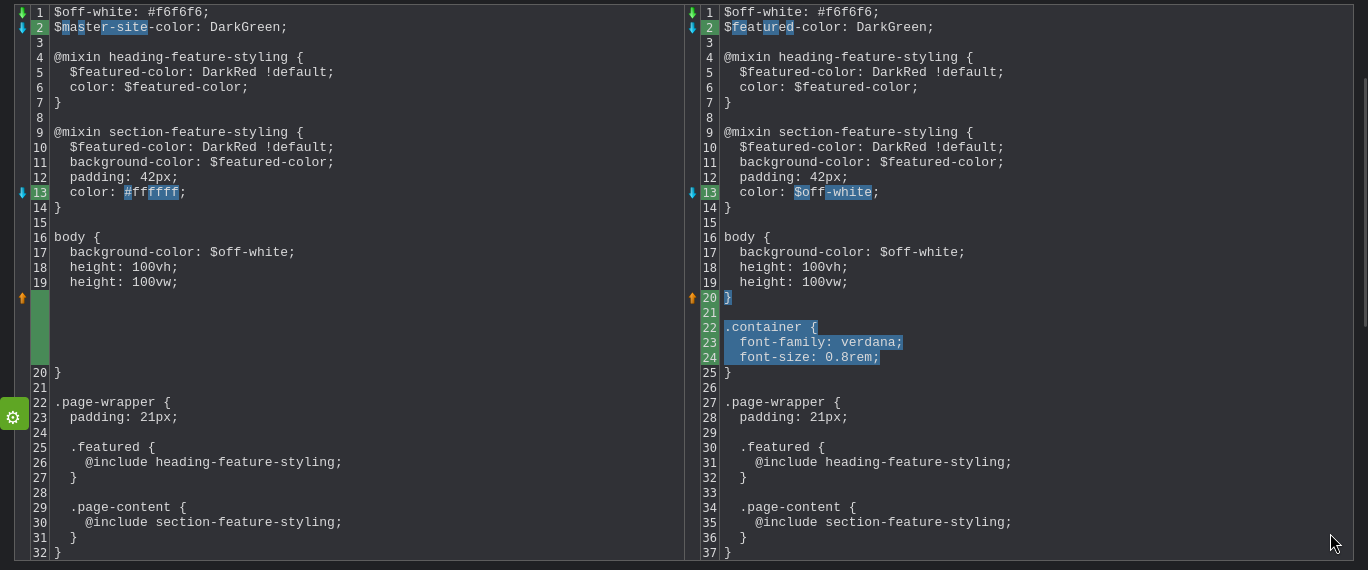 1 $off-white: #f6f6f6;
2 $master-site-color: DarkGreen;
3
4 @mixin heading-feature-styling {
5   $featured-color: DarkRed !default;
6   color: $featured-color;
7 }
8
9 @mixin section-feature-styling {
10   $featured-color: DarkRed !default;
11   background-color: $featured-color;
12   padding: 42px;
13   color: #ffffff;
14 }
15
16 body {
17   background-color: $off-white;
18   height: 100vh;
19   height: 100vw;
20 }
21
22 .page-wrapper {
23   padding: 21px;
24
25   .featured {
26     @include heading-feature-styling;
27   }
28
29   .page-content {
30     @include section-feature-styling;
31   }
32 }
1 $off-white: #f6f6f6;
2 $featured-color: DarkGreen;
3
4 @mixin heading-feature-styling {
5   $featured-color: DarkRed !default;
6   color: $featured-color;
7 }
8
9 @mixin section-feature-styling {
10   $featured-color: DarkRed !default;
11   background-color: $featured-color;
12   padding: 42px;
13   color: $off-white;
14 }
15
16 body {
17   background-color: $off-white;
18   height: 100vh;
19   height: 100vw;
20 }
21
22 .container {
23   font-family: verdana;
24   font-size: 0.8rem;
25 }
26
27 .page-wrapper {
28   padding: 21px;
29
30   .featured {
31     @include heading-feature-styling;
32   }
33
34   .page-content {
35     @include section-feature-styling;
36   }
37 }